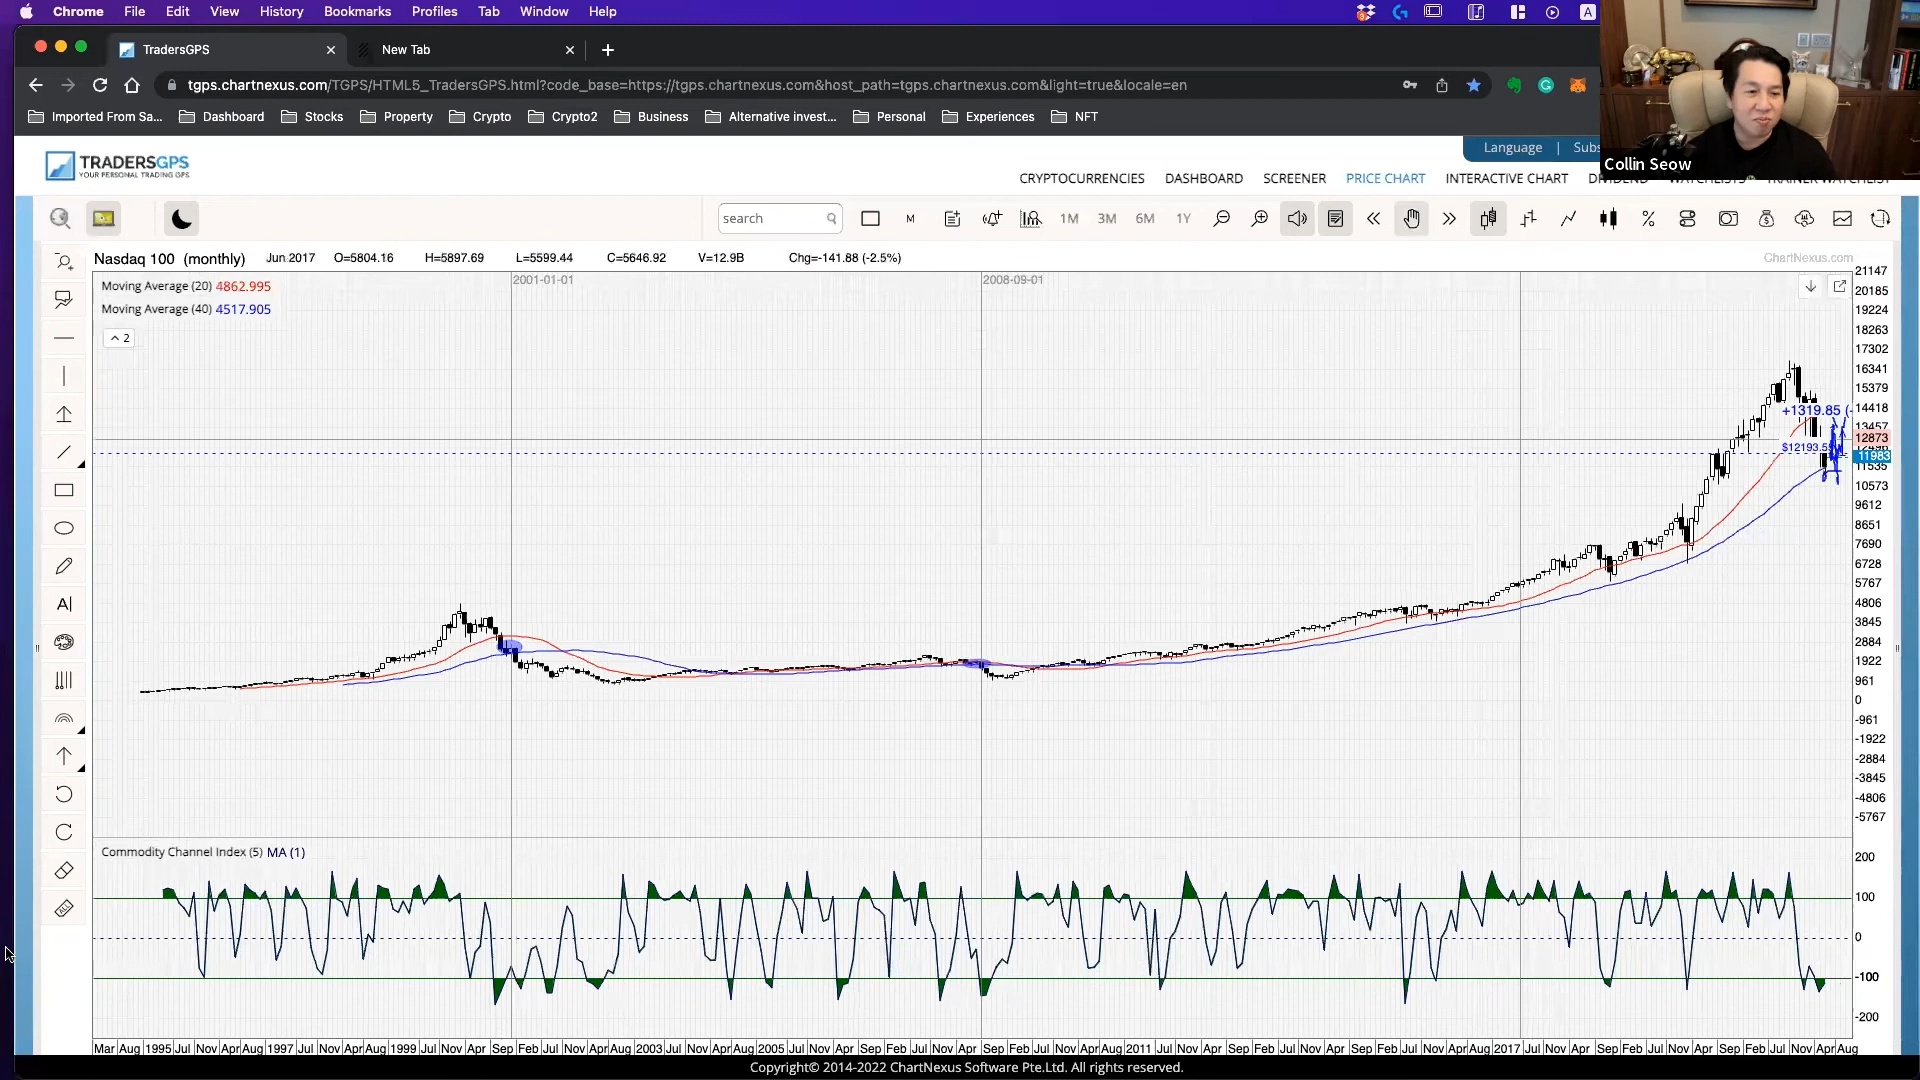 Chrome File Edit View History Bookmarks Profiles Tab Window Help A
TradersGPS New Tab
tgps.chartnexus.com/TGPS/HTML5_TradersGPS.html?code_base=https://tgps.chartnexus.com&host_path=tgps.chartnexus.com&light=true&locale=en
Imported From Sa... Dashboard Stocks Property Crypto Crypto2 Business Alternative invest... Personal Experiences NFT
Collin Seow
Language | Subs
TRADERSGPS
YOUR PERSONAL TRADING GPS
CRYPTOCURRENCIES DASHBOARD SCREENER PRICE CHART INTERACTIVE CHART DIVIDEND WATCHLISTS TRAINER WATCHLIST
search M 1M 3M 6M 1Y
Nasdaq 100 (monthly) Jun 2017 O=5804.16 H=5897.69 L=5599.44 C=5646.92 V=12.9B Chg=-141.88 (-2.5%) ChartNexus.com
Moving Average (20) 4862.995
Moving Average (40) 4517.905
2
2001-01-01
2008-09-01
+1319.85 (-
$12193.5
21147
20185
19224
18263
17302
16341
15379
14418
13457
12873
11983
11535
10573
9612
8651
7690
6728
5767
4806
3845
2884
1922
961
0
-961
-1922
-2884
-3845
-4806
-5767
A|
ALL
Commodity Channel Index (5) MA (1)
200
100
0
-100
-200
Mar Aug 1995 Jul Nov Apr Aug 1997 Jul Nov Apr Aug 1999 Jul Nov Apr Sep Feb Jul Nov Apr Aug 2003 Jul Nov Apr Aug 2005 Jul Nov Apr Sep Feb Jul Nov Apr Sep Feb Jul Nov Apr Aug 2011 Jul Nov Apr Sep Feb Jul Nov Apr Sep Feb Jul Nov Apr Aug 2017 Jul Nov Apr Sep Feb Jul Nov Apr Sep Feb Jul Nov Apr Aug
Copyright© 2014-2022 ChartNexus Software Pte.Ltd. All rights reserved.